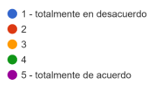 1 - totalmente en desacuerdo
2
3
4
5 - totalmente de acuerdo